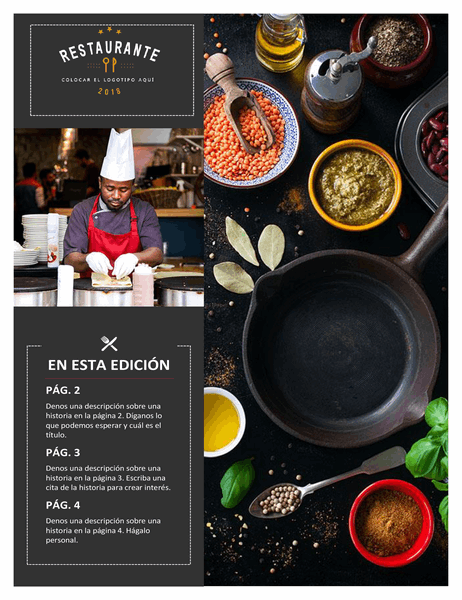 RESTAURANTE
COLOCAR EL LOGOTIPO AQUÍ
2018
EN ESTA EDICIÓN
PÁG. 2
Denos una descripción sobre una
historia en la página 2. Díganos lo
que podemos esperar y cuál es el
título.
PÁG. 3
Denos una descripción sobre una
historia en la página 3. Escriba una
cita de la historia para crear interés.
PÁG. 4
Denos una descripción sobre una
historia en la página 4. Hágalo
personal.